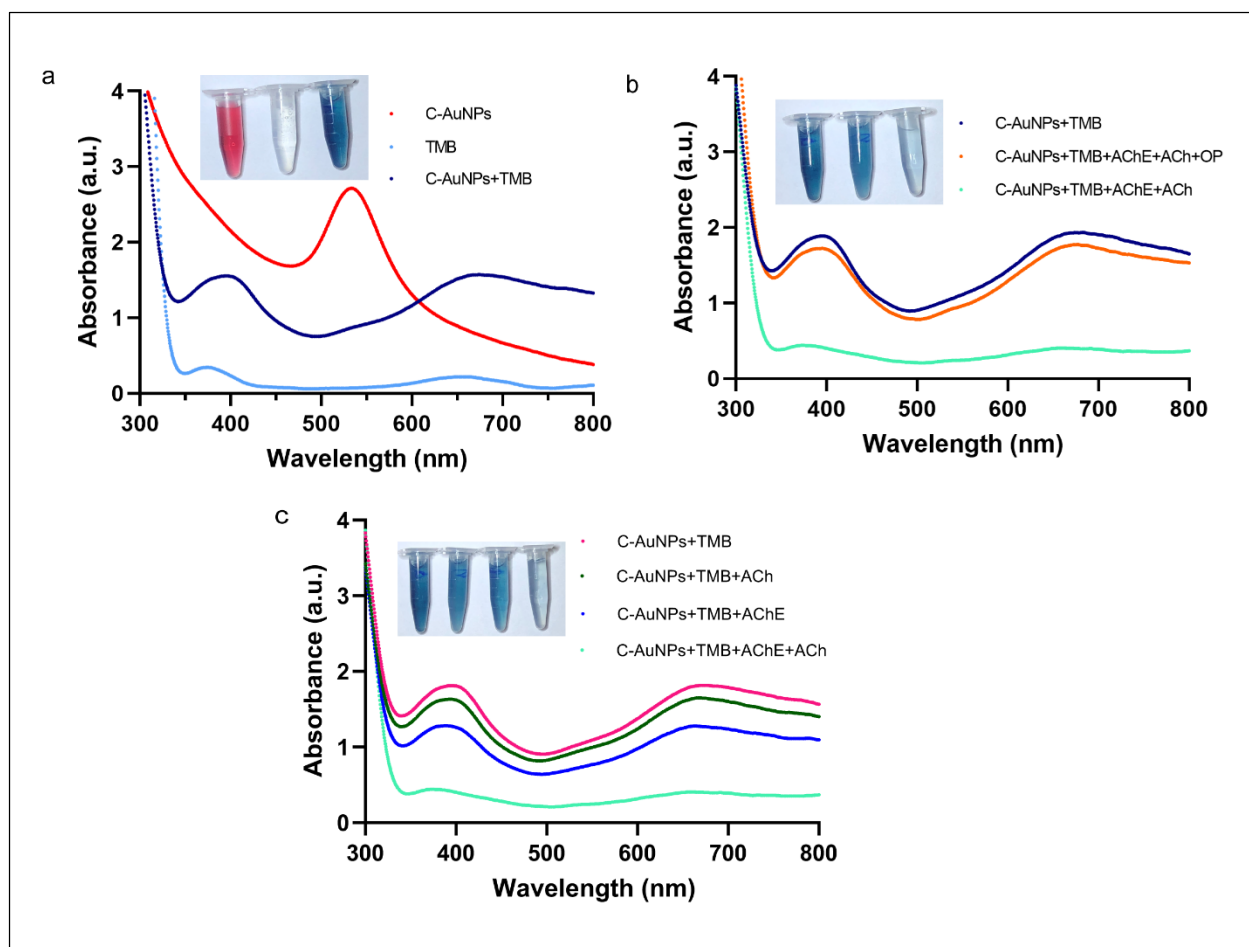 a
4
3
2
1
0
Absorbance (a.u.)
300 400 500 600 700 800
Wavelength (nm)
C-AuNPs
TMB
C-AuNPs+TMB
b
4
3
2
1
0
Absorbance (a.u.)
300 400 500 600 700 800
Wavelength (nm)
C-AuNPs+TMB
C-AuNPs+TMB+AChE+ACh+OP
C-AuNPs+TMB+AChE+ACh
c
4
3
2
1
0
Absorbance (a.u.)
300 400 500 600 700 800
Wavelength (nm)
C-AuNPs+TMB
C-AuNPs+TMB+ACh
C-AuNPs+TMB+AChE
C-AuNPs+TMB+AChE+ACh